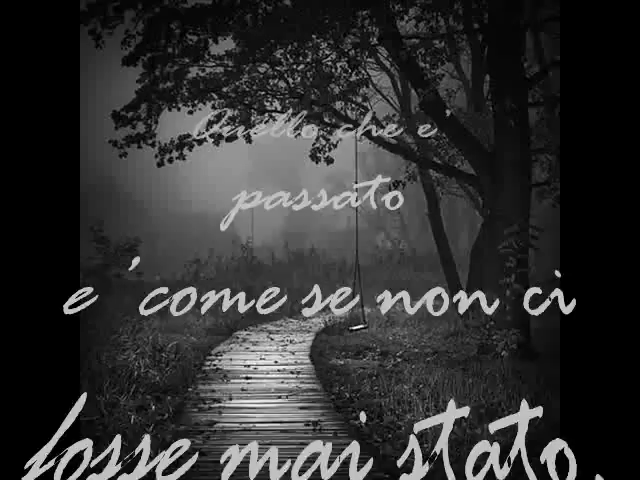 Quello che e'
passato
e 'come se non ci
fosse mai stato.